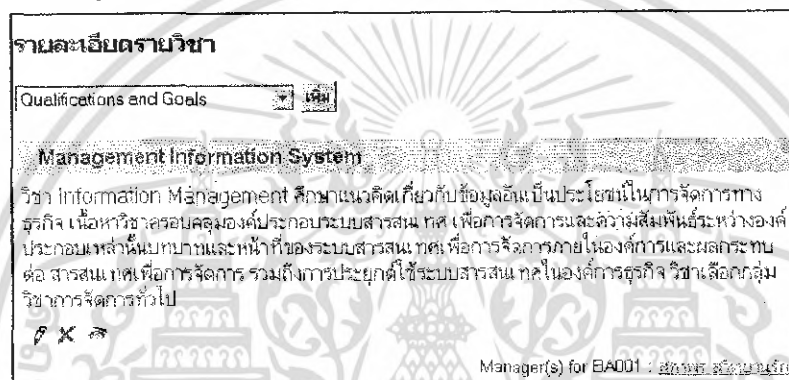 รายละเอียดรายวิชา
Qualifications and Goals เพิ่ม
Management Information System
วิชา Information Management ศึกษาแนวคิดเกี่ยวกับข้อมูลอันเป็นประโยชน์ในการจัดการทาง
ธุรกิจ เนื้อหาวิชาครอบคลุมองค์ประกอบระบบสารสนเทศ เพื่อการจัดการและความสัมพันธ์ระหว่างองค์
ประกอบเหล่านั้นบทบาทและหน้าที่ของระบบสารสนเทศเพื่อการจัดการภายในองค์การและผลกระทบ
ต่อ สารสนเทศเพื่อการจัดการ รวมถึงการประยุกต์ใช้ระบบสารสนเทศในองค์การธุรกิจ วิชาเลือกกลุ่ม
วิชาการจัดการทั่วไป
Manager(s) for BA001 :